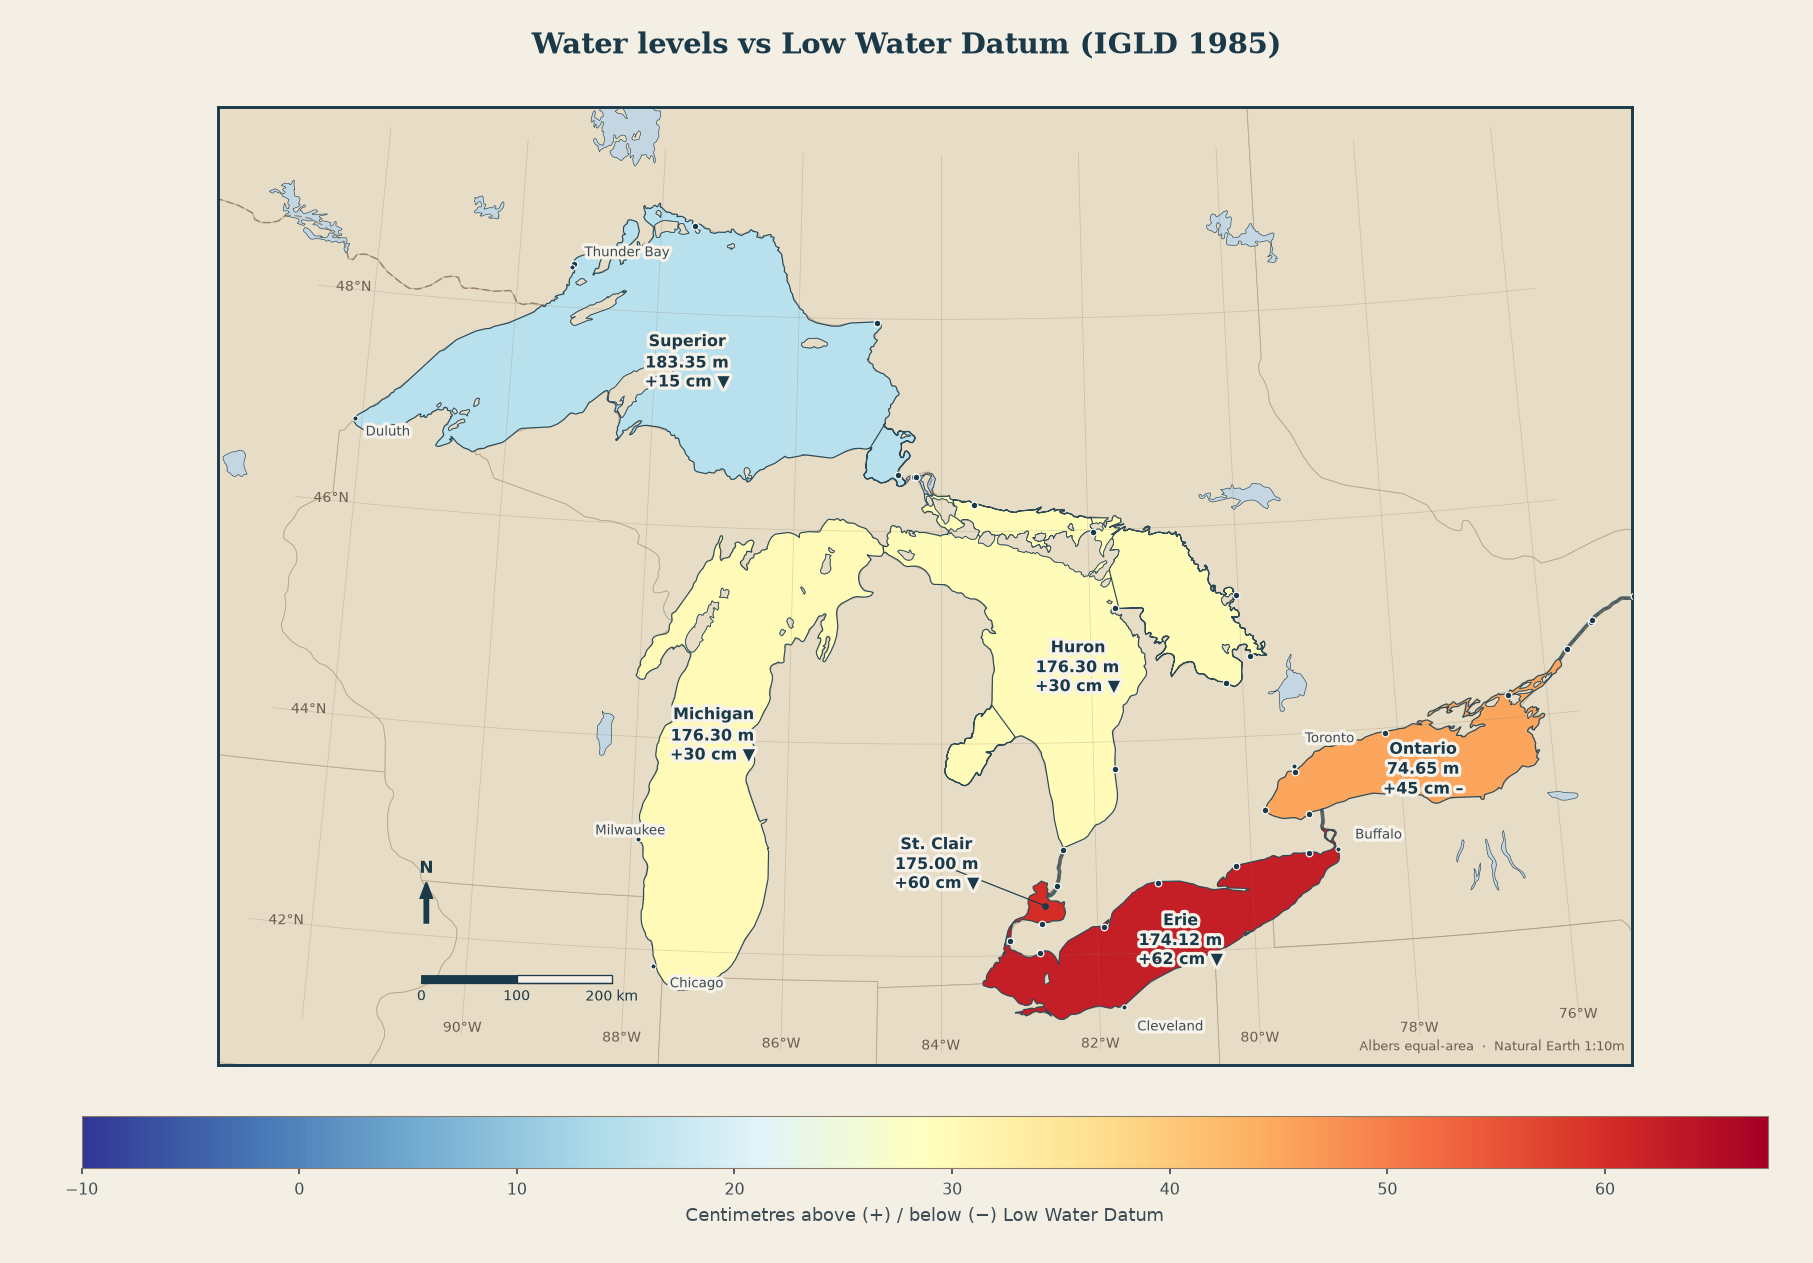 Water levels vs Low Water Datum (IGLD 1985)
Thunder Bay
48°N
Superior
183.35 m
+15 cm ▼
Duluth
46°N
Huron
176.30 m
+30 cm ▼
44°N
Michigan
176.30 m
+30 cm ▼
Toronto
Ontario
74.65 m
+45 cm –
Milwaukee
Buffalo
St. Clair
175.00 m
+60 cm ▼
N
42°N
Erie
174.12 m
+62 cm ▼
Chicago
0 100 200 km
Cleveland
90°W 88°W 86°W 84°W 82°W 80°W 78°W 76°W
Albers equal-area · Natural Earth 1:10m
−10 0 10 20 30 40 50 60
Centimetres above (+) / below (−) Low Water Datum